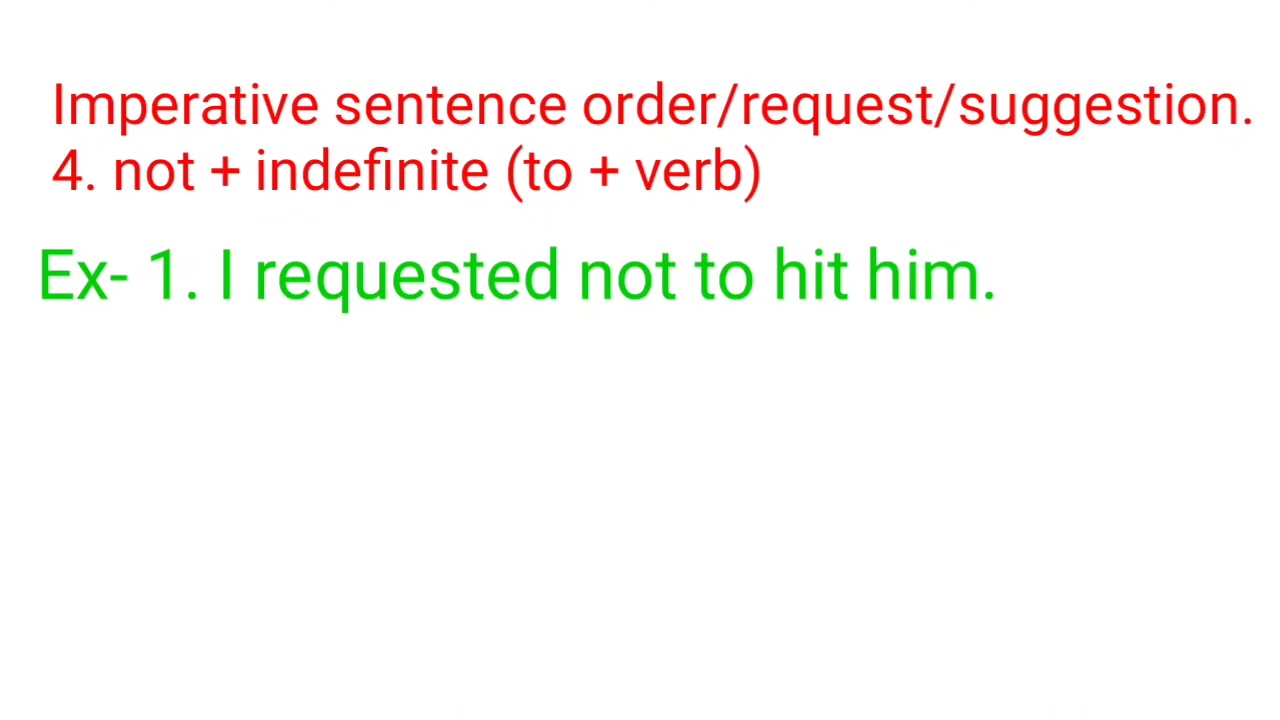 Imperative sentence order/request/suggestion.
4. not + indefinite (to + verb)
Ex- 1. I requested not to hit him.